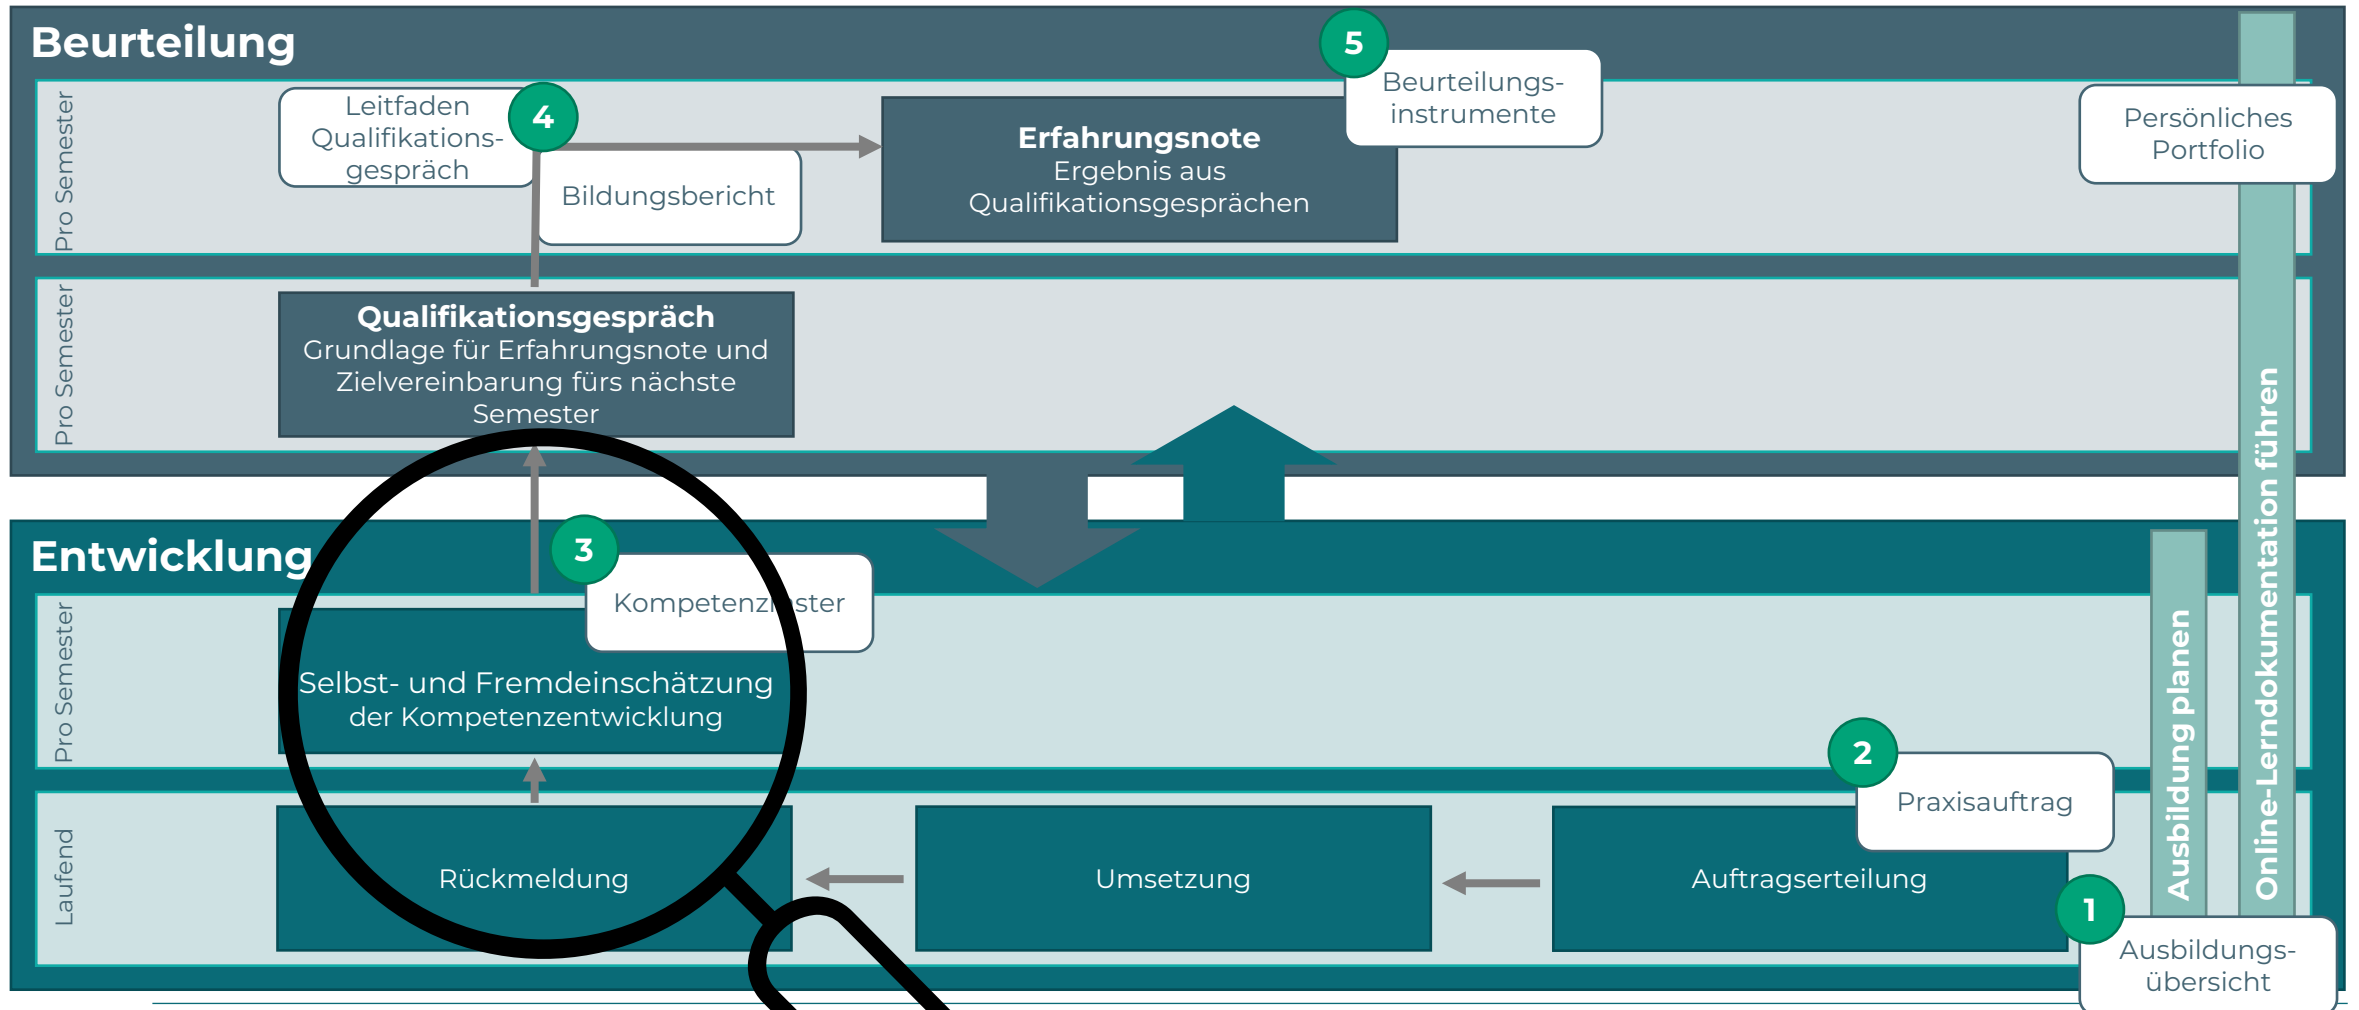 Beurteilung
5
Beurteilungs-
instrumente
Pro Semester
Leitfaden
Qualifikations-
gespräch
4
Bildungsbericht
Erfahrungsnote
Ergebnis aus
Qualifikationsgesprächen
Persönliches
Portfolio
Pro Semester
Qualifikationsgespräch
Grundlage für Erfahrungsnote und
Zielvereinbarung fürs nächste
Semester
Entwicklung
3
Kompetenzraster
Pro Semester
Selbst- und Fremdeinschätzung
der Kompetenzentwicklung
2
Praxisauftrag
Laufend
Rückmeldung
Umsetzung
Auftragserteilung
Ausbildung planen
Online-Lerndokumentation führen
1
Ausbildungs-
übersicht